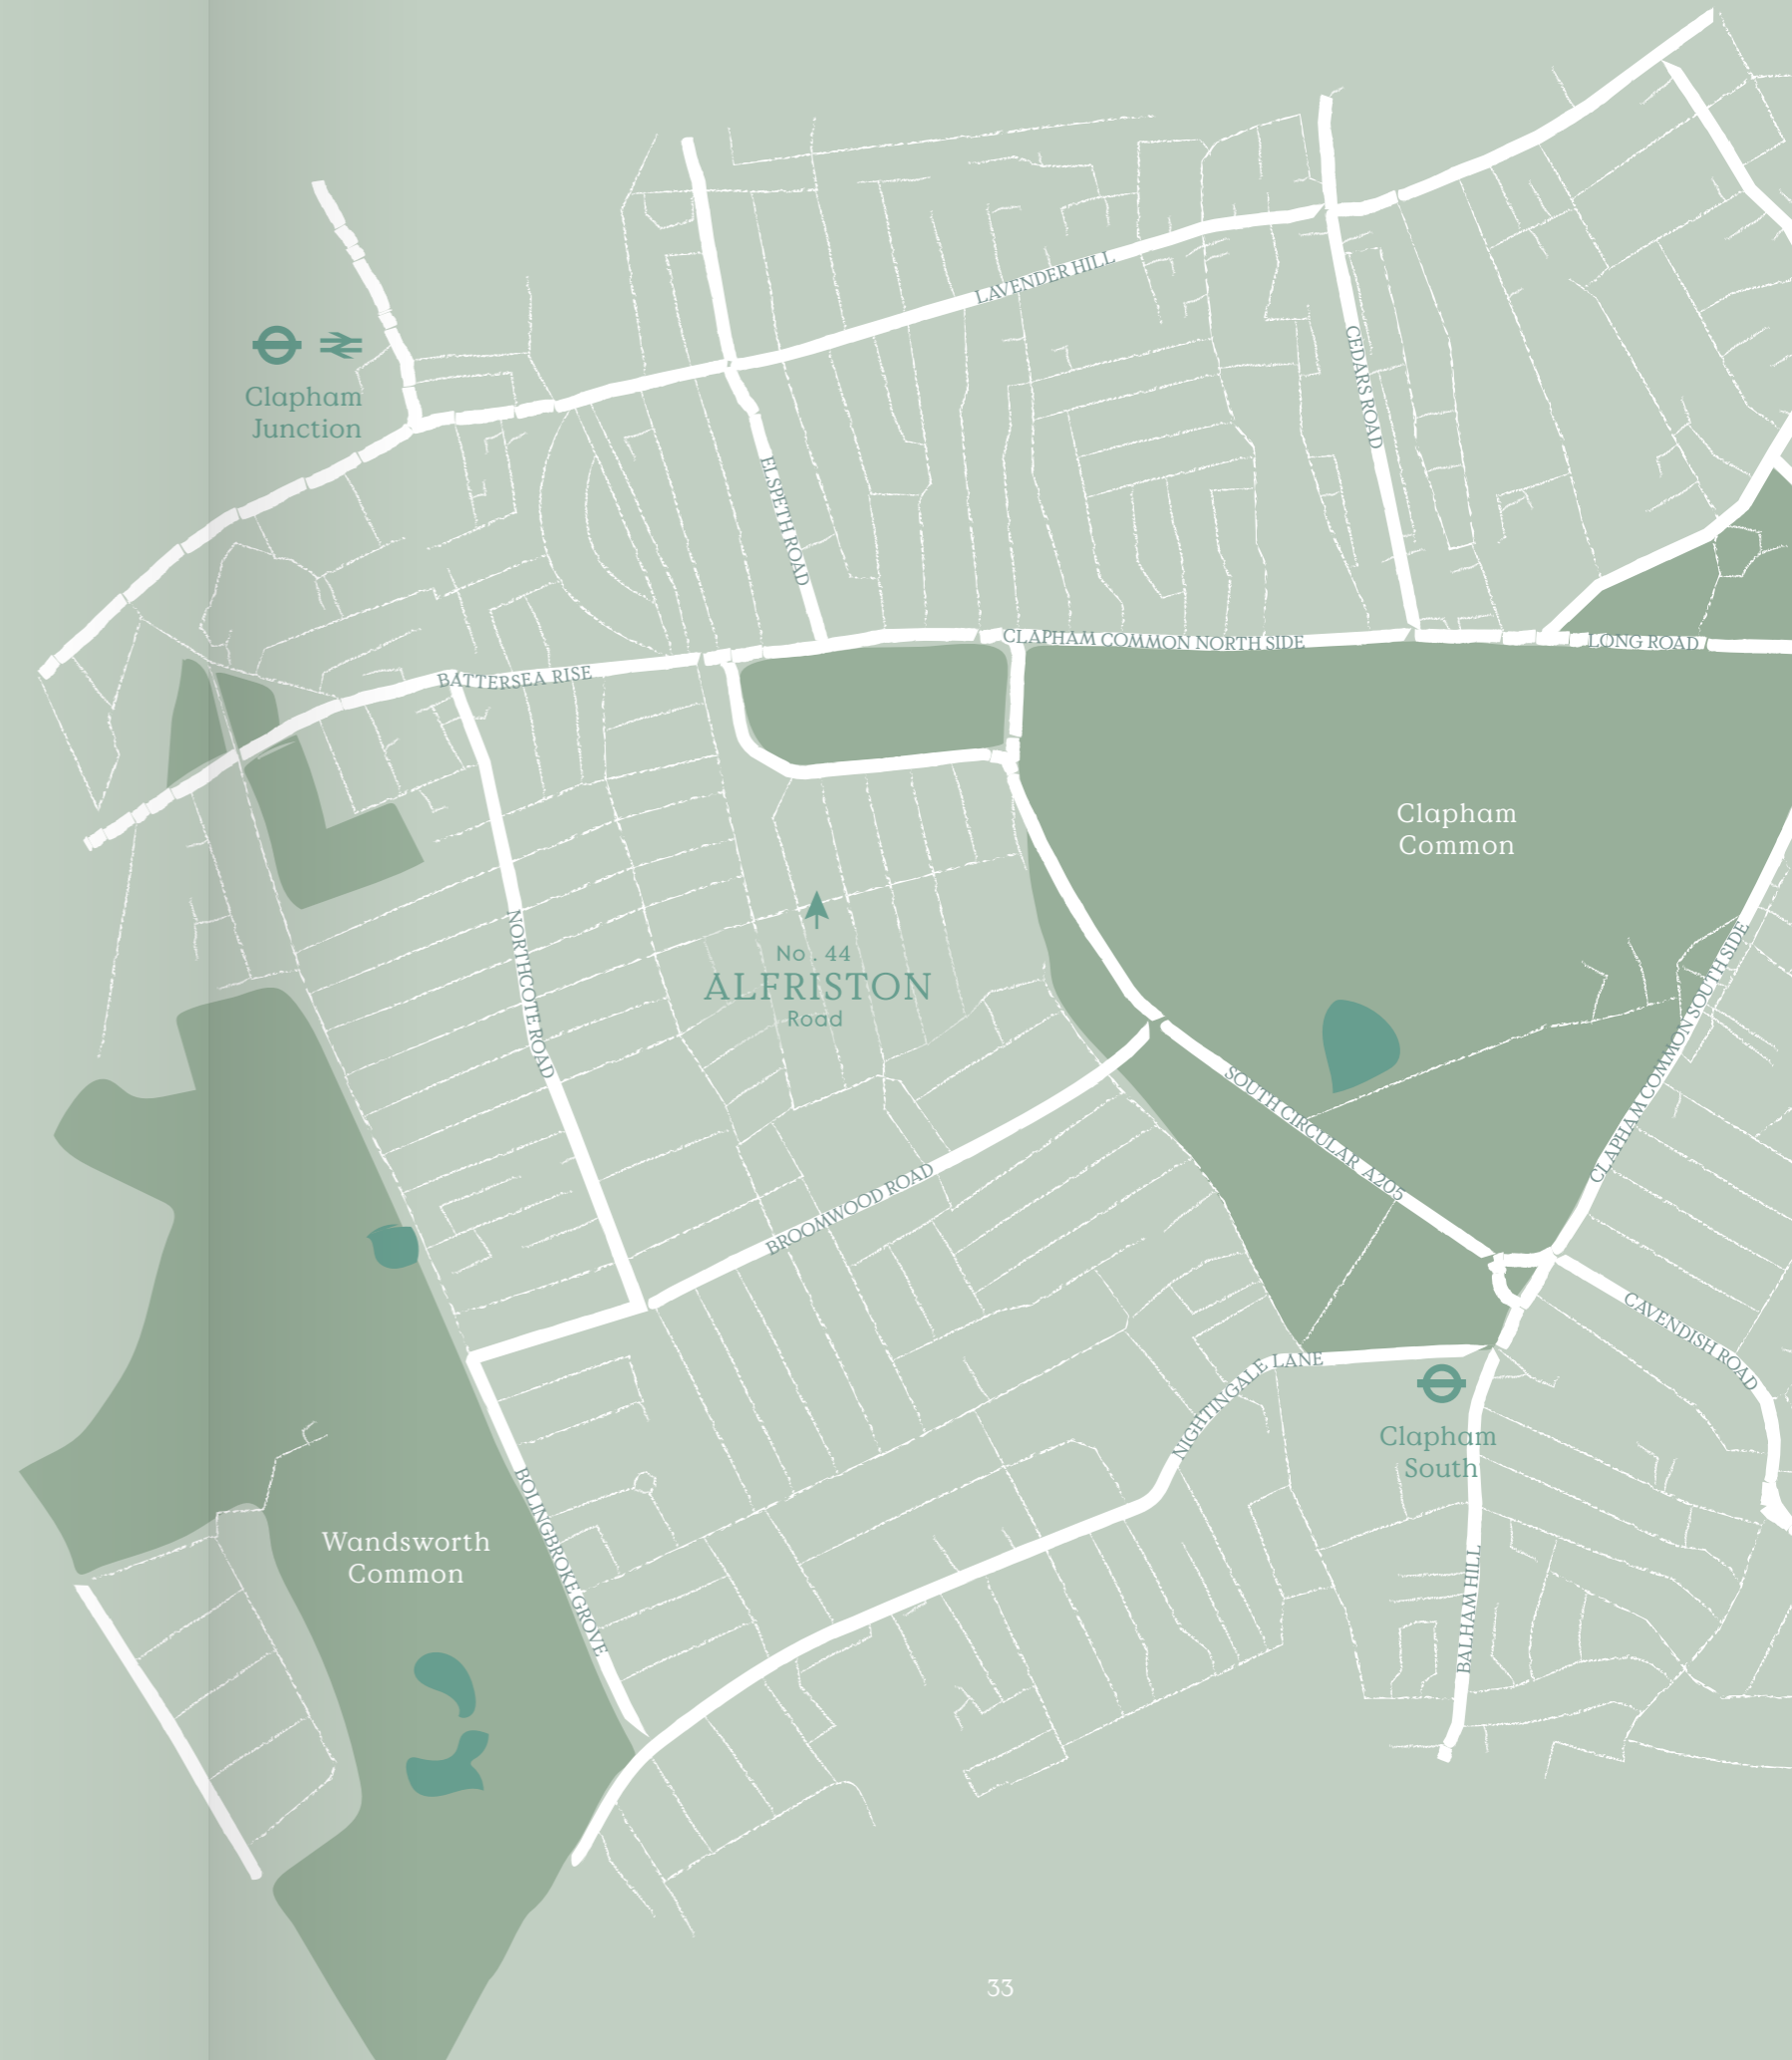 LAVENDER HILL
CEDARS ROAD
Clapham
Junction
ELSPETH ROAD
CLAPHAM COMMON NORTH SIDE
LONG ROAD
BATTERSEA RISE
Clapham
Common
NORTHCOTE ROAD
No . 44
ALFRISTON
Road
CLAPHAM COMMON SOUTH SIDE
SOUTH CIRCULAR A205
BROOMWOOD ROAD
CAVENDISH ROAD
NIGHTINGALE LANE
Clapham
South
BOLINGBROKE GROVE
Wandsworth
Common
BALHAM HILL
33